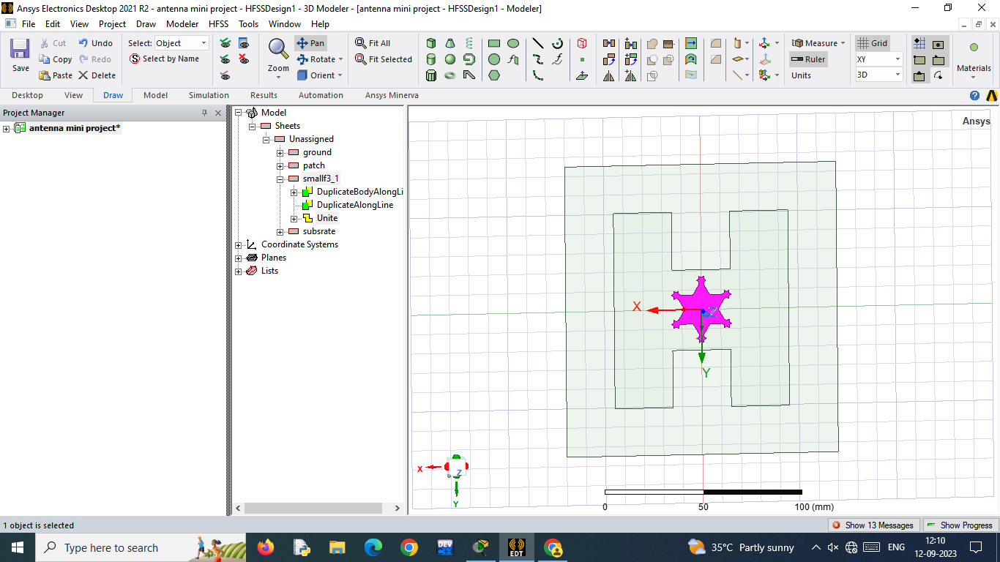 Ansys Electronics Desktop 2021 R2 - antenna mini project - HFSSDesign1 - 3D Modeler - [antenna mini project - HFSSDesign1 - Modeler]
File Edit View Project Draw Modeler HFSS Tools Window Help
Save
Cut
Copy
Paste
Undo
Redo
Delete
Select: Object
Select by Name
Zoom
Pan
Rotate
Orient
Fit All
Fit Selected
Measure
Ruler
Units
Grid
XY
3D
Materials
Desktop View Draw Model Simulation Results Automation Ansys Minerva
Project Manager
antenna mini project*
Model
Sheets
Unassigned
ground
patch
smallf3_1
DuplicateBodyAlongLi
DuplicateAlongLine
Unite
subsrate
Coordinate Systems
Planes
Lists
Ansys
X
Z
Y
X
Z
Y
0 50 100 (mm)
1 object is selected
Show 13 Messages
Show Progress
Type here to search
DEV
EDT
35°C Partly sunny
ENG
12:10
12-09-2023